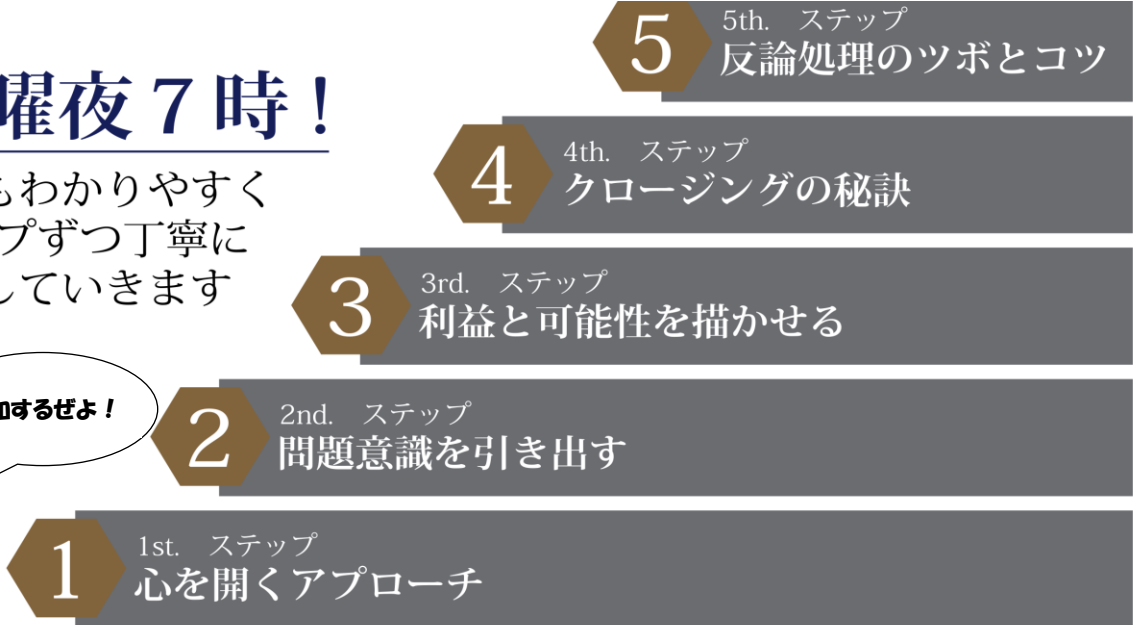 曜夜７時！
もわかりやすく
プずつ丁寧に
していきます
加するぜよ！
5
5th. ステップ
反論処理のツボとコツ
4
4th. ステップ
クロージングの秘訣
3
3rd. ステップ
利益と可能性を描かせる
2
2nd. ステップ
問題意識を引き出す
1
1st. ステップ
心を開くアプローチ